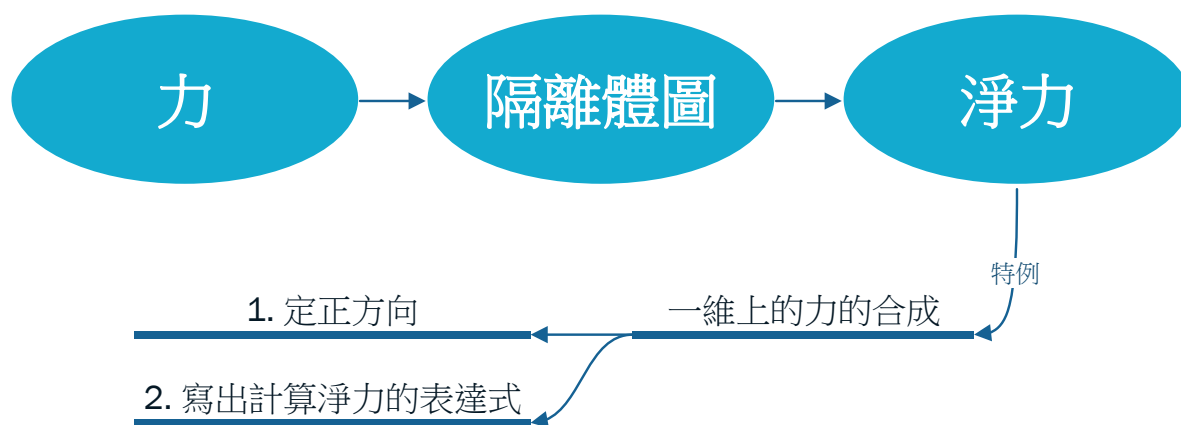 力
隔離體圖
淨力
特例
一維上的力的合成
1. 定正方向
2. 寫出計算淨力的表達式